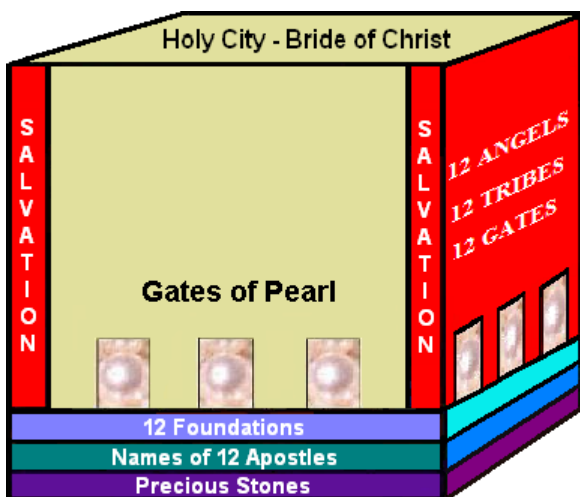 Holy City - Bride of Christ
SALVATION
SALVATION
12 ANGELS
12 TRIBES
12 GATES
Gates of Pearl
12 Foundations
Names of 12 Apostles
Precious Stones